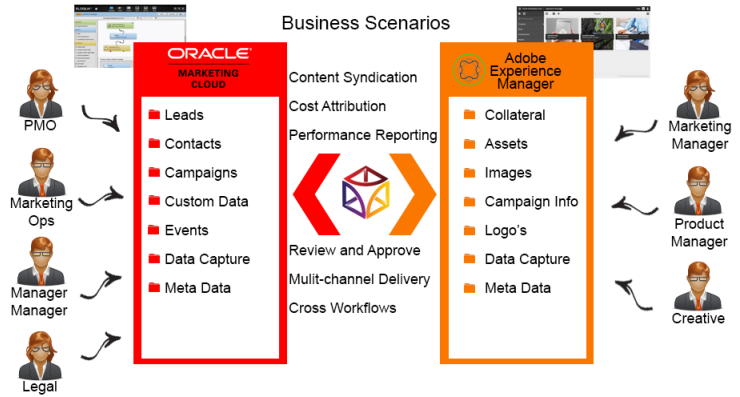 Business Scenarios
ELOQUA
ORACLE
MARKETING
CLOUD
Leads
Contacts
Campaigns
Custom Data
Events
Data Capture
Meta Data
Content Syndication
Cost Attribution
Performance Reporting
Review and Approve
Mulit-channel Delivery
Cross Workflows
Adobe
Experience
Manager
Collateral
Assets
Images
Campaign Info
Logo's
Data Capture
Meta Data
PMO
Marketing
Ops
Manager
Manager
Legal
Marketing
Manager
Product
Manager
Creative